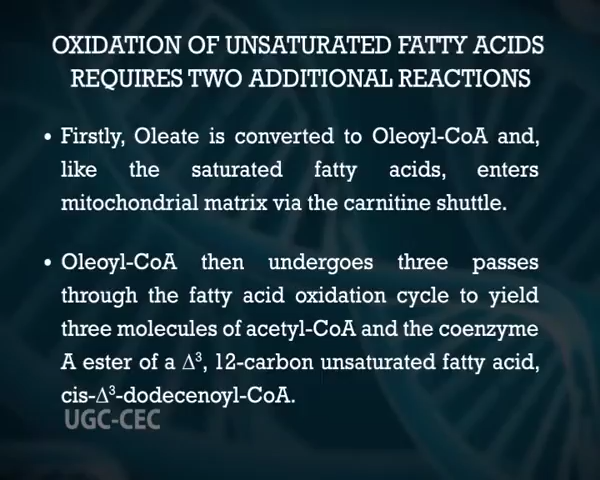 OXIDATION OF UNSATURATED FATTY ACIDS
REQUIRES TWO ADDITIONAL REACTIONS
• Firstly, Oleate is converted to Oleoyl-CoA and,
like the saturated fatty acids, enters
mitochondrial matrix via the carnitine shuttle.
• Oleoyl-CoA then undergoes three passes
through the fatty acid oxidation cycle to yield
three molecules of acetyl-CoA and the coenzyme
A ester of a Δ³, 12-carbon unsaturated fatty acid,
cis-Δ³-dodecenoyl-CoA.
UGC-CEC